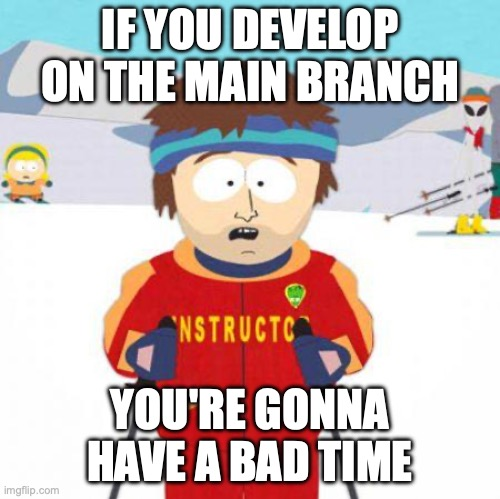 IF YOU DEVELOP
ON THE MAIN BRANCH
INSTRUCTO
YOU'RE GONNA
HAVE A BAD TIME
imgflip.com